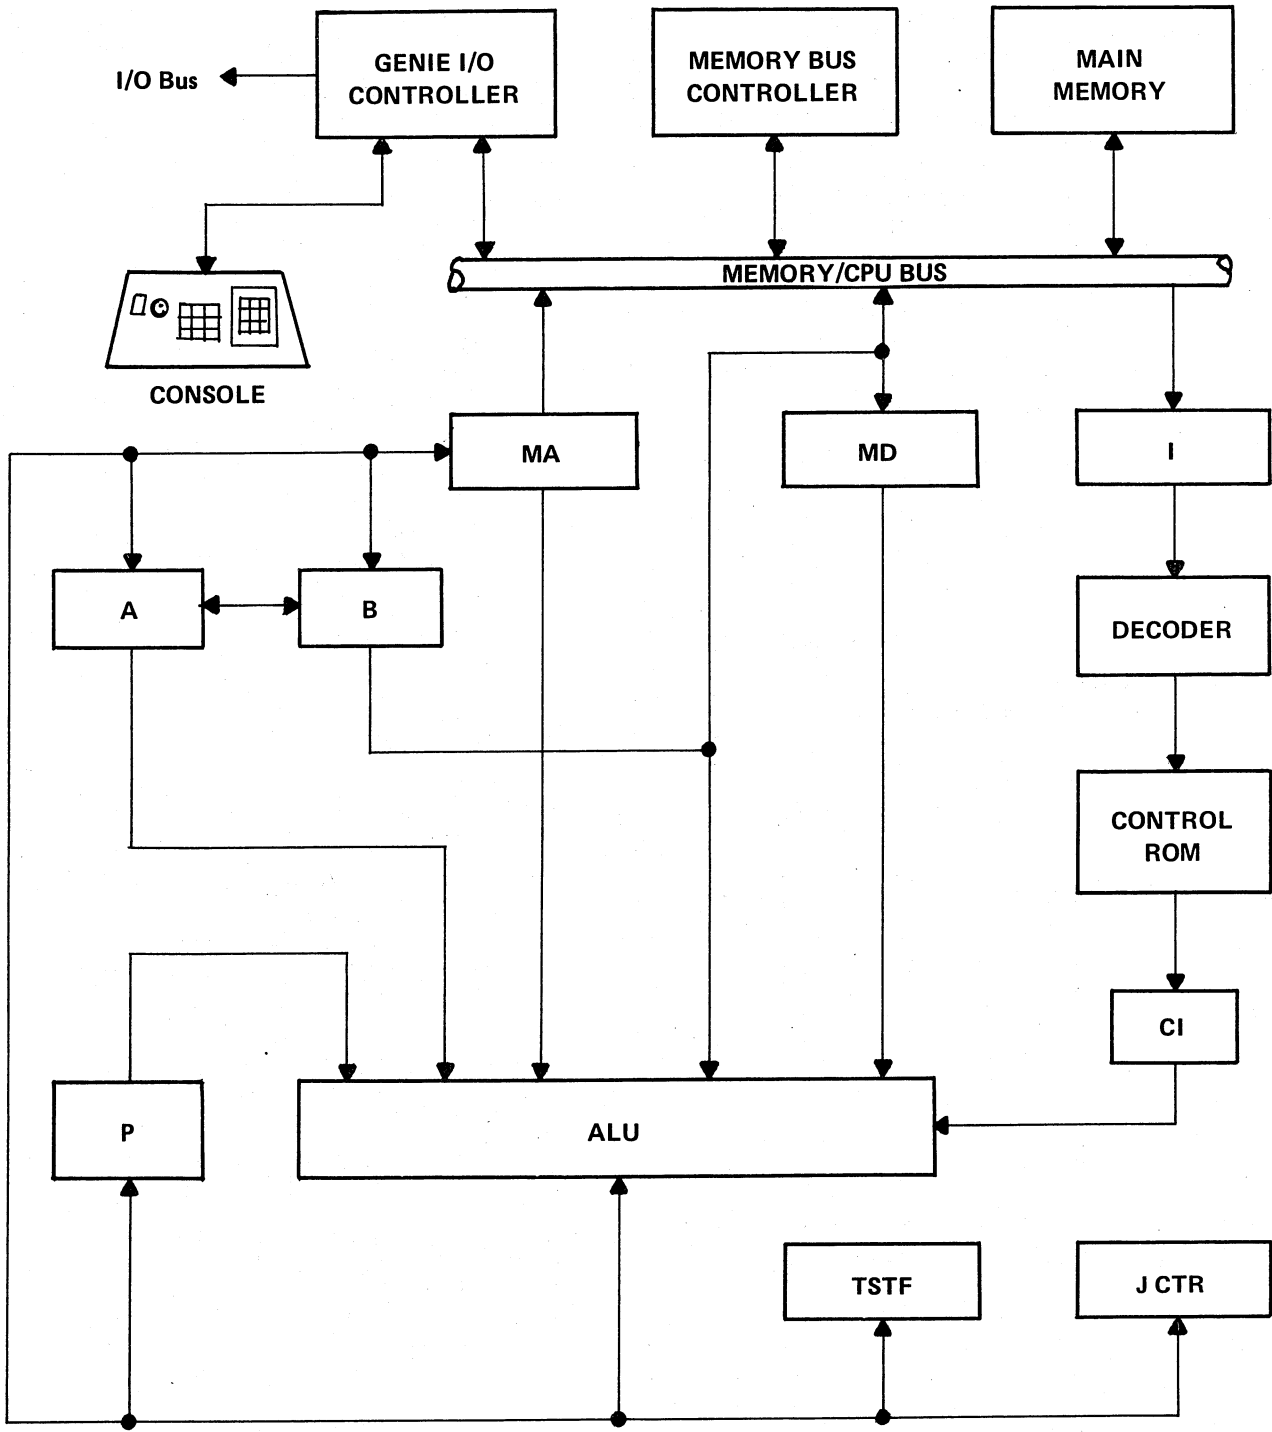 GENIE I/O
CONTROLLER
MEMORY BUS
CONTROLLER
MAIN
MEMORY
I/O Bus
MEMORY/CPU BUS
CONSOLE
MA
MD
I
A
B
DECODER
CONTROL
ROM
CI
P
ALU
TSTF
J CTR